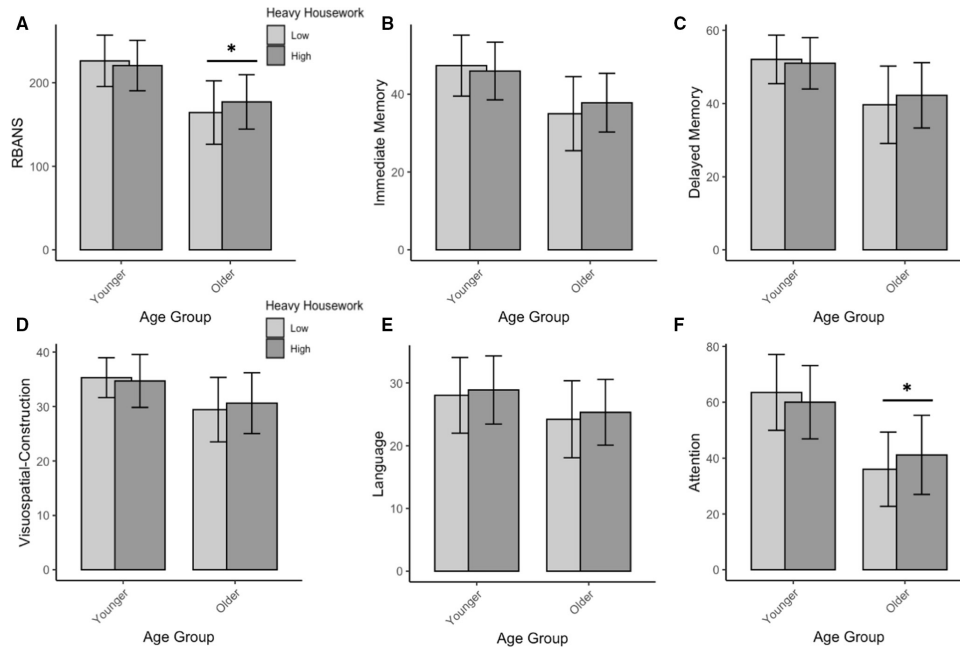 A
Heavy Housework
Low
High
RBANS
200
100
0
*
Younger
Older
Age Group
B
Immediate Memory
40
20
0
Younger
Older
Age Group
C
Delayed Memory
60
40
20
0
Younger
Older
Age Group
D
Heavy Housework
Low
High
Visuospatial-Construction
40
30
20
10
0
Younger
Older
Age Group
E
Language
30
20
10
0
Younger
Older
Age Group
F
Attention
80
60
40
20
0
*
Younger
Older
Age Group